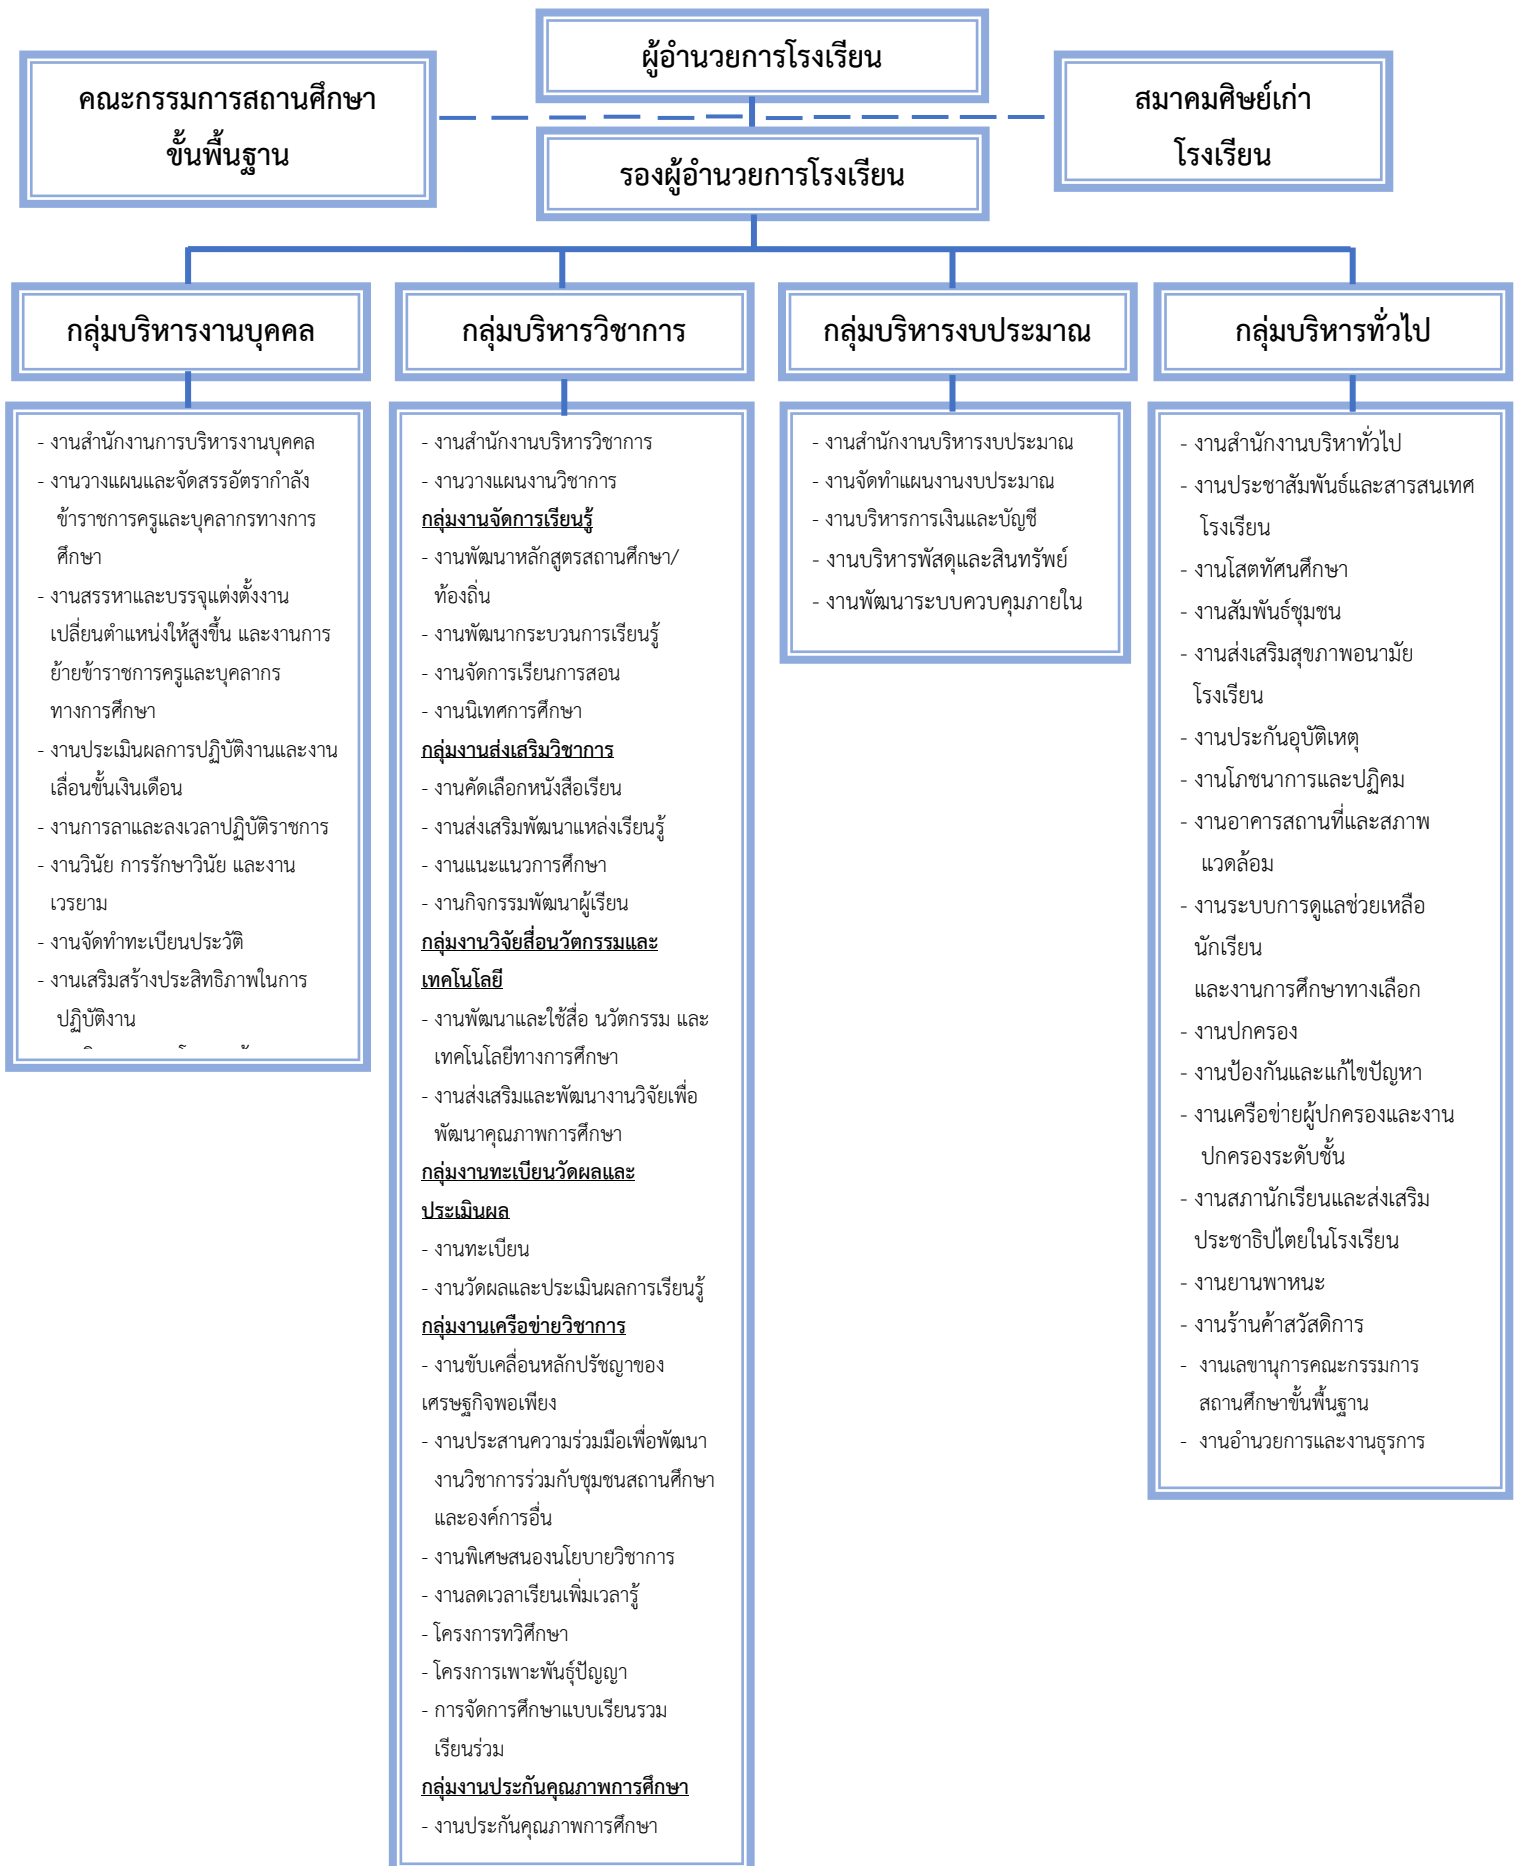 ผู้อำนวยการโรงเรียน
คณะกรรมการสถานศึกษา
ขั้นพื้นฐาน
สมาคมศิษย์เก่า
โรงเรียน
รองผู้อำนวยการโรงเรียน
กลุ่มบริหารงานบุคคล
- งานสำนักงานการบริหารงานบุคคล
- งานวางแผนและจัดสรรอัตรากำลัง
ข้าราชการครูและบุคลากรทางการ
ศึกษา
- งานสรรหาและบรรจุแต่งตั้งงาน
เปลี่ยนตำแหน่งให้สูงขึ้น และงานการ
ย้ายข้าราชการครูและบุคลากร
ทางการศึกษา
- งานประเมินผลการปฏิบัติงานและงาน
เลื่อนขั้นเงินเดือน
- งานการลาและลงเวลาปฏิบัติราชการ
- งานวินัย การรักษาวินัย และงาน
เวรยาม
- งานจัดทำทะเบียนประวัติ
- งานเสริมสร้างประสิทธิภาพในการ
ปฏิบัติงาน
กลุ่มบริหารวิชาการ
- งานสำนักงานบริหารวิชาการ
- งานวางแผนงานวิชาการ
กลุ่มงานจัดการเรียนรู้
- งานพัฒนาหลักสูตรสถานศึกษา/
ท้องถิ่น
- งานพัฒนากระบวนการเรียนรู้
- งานจัดการเรียนการสอน
- งานนิเทศการศึกษา
กลุ่มงานส่งเสริมวิชาการ
- งานคัดเลือกหนังสือเรียน
- งานส่งเสริมพัฒนาแหล่งเรียนรู้
- งานแนะแนวการศึกษา
- งานกิจกรรมพัฒนาผู้เรียน
กลุ่มงานวิจัยสื่อนวัตกรรมและ
เทคโนโลยี
- งานพัฒนาและใช้สื่อ นวัตกรรม และ
เทคโนโลยีทางการศึกษา
- งานส่งเสริมและพัฒนางานวิจัยเพื่อ
พัฒนาคุณภาพการศึกษา
กลุ่มงานทะเบียนวัดผลและ
ประเมินผล
- งานทะเบียน
- งานวัดผลและประเมินผลการเรียนรู้
กลุ่มงานเครือข่ายวิชาการ
- งานขับเคลื่อนหลักปรัชญาของ
เศรษฐกิจพอเพียง
- งานประสานความร่วมมือเพื่อพัฒนา
งานวิชาการร่วมกับชุมชนสถานศึกษา
และองค์การอื่น
- งานพิเศษสนองนโยบายวิชาการ
- งานลดเวลาเรียนเพิ่มเวลารู้
- โครงการทวิศึกษา
- โครงการเพาะพันธุ์ปัญญา
- การจัดการศึกษาแบบเรียนรวม
เรียนร่วม
กลุ่มงานประกันคุณภาพการศึกษา
- งานประกันคุณภาพการศึกษา
กลุ่มบริหารงบประมาณ
- งานสำนักงานบริหารงบประมาณ
- งานจัดทำแผนงานงบประมาณ
- งานบริหารการเงินและบัญชี
- งานบริหารพัสดุและสินทรัพย์
- งานพัฒนาระบบควบคุมภายใน
กลุ่มบริหารทั่วไป
- งานสำนักงานบริหาทั่วไป
- งานประชาสัมพันธ์และสารสนเทศ
โรงเรียน
- งานโสตทัศนศึกษา
- งานสัมพันธ์ชุมชน
- งานส่งเสริมสุขภาพอนามัย
โรงเรียน
- งานประกันอุบัติเหตุ
- งานโภชนาการและปฏิคม
- งานอาคารสถานที่และสภาพ
แวดล้อม
- งานระบบการดูแลช่วยเหลือ
นักเรียน
และงานการศึกษาทางเลือก
- งานปกครอง
- งานป้องกันและแก้ไขปัญหา
- งานเครือข่ายผู้ปกครองและงาน
ปกครองระดับชั้น
- งานสภานักเรียนและส่งเสริม
ประชาธิปไตยในโรงเรียน
- งานยานพาหนะ
- งานร้านค้าสวัสดิการ
- งานเลขานุการคณะกรรมการ
สถานศึกษาขั้นพื้นฐาน
- งานอำนวยการและงานธุรการ